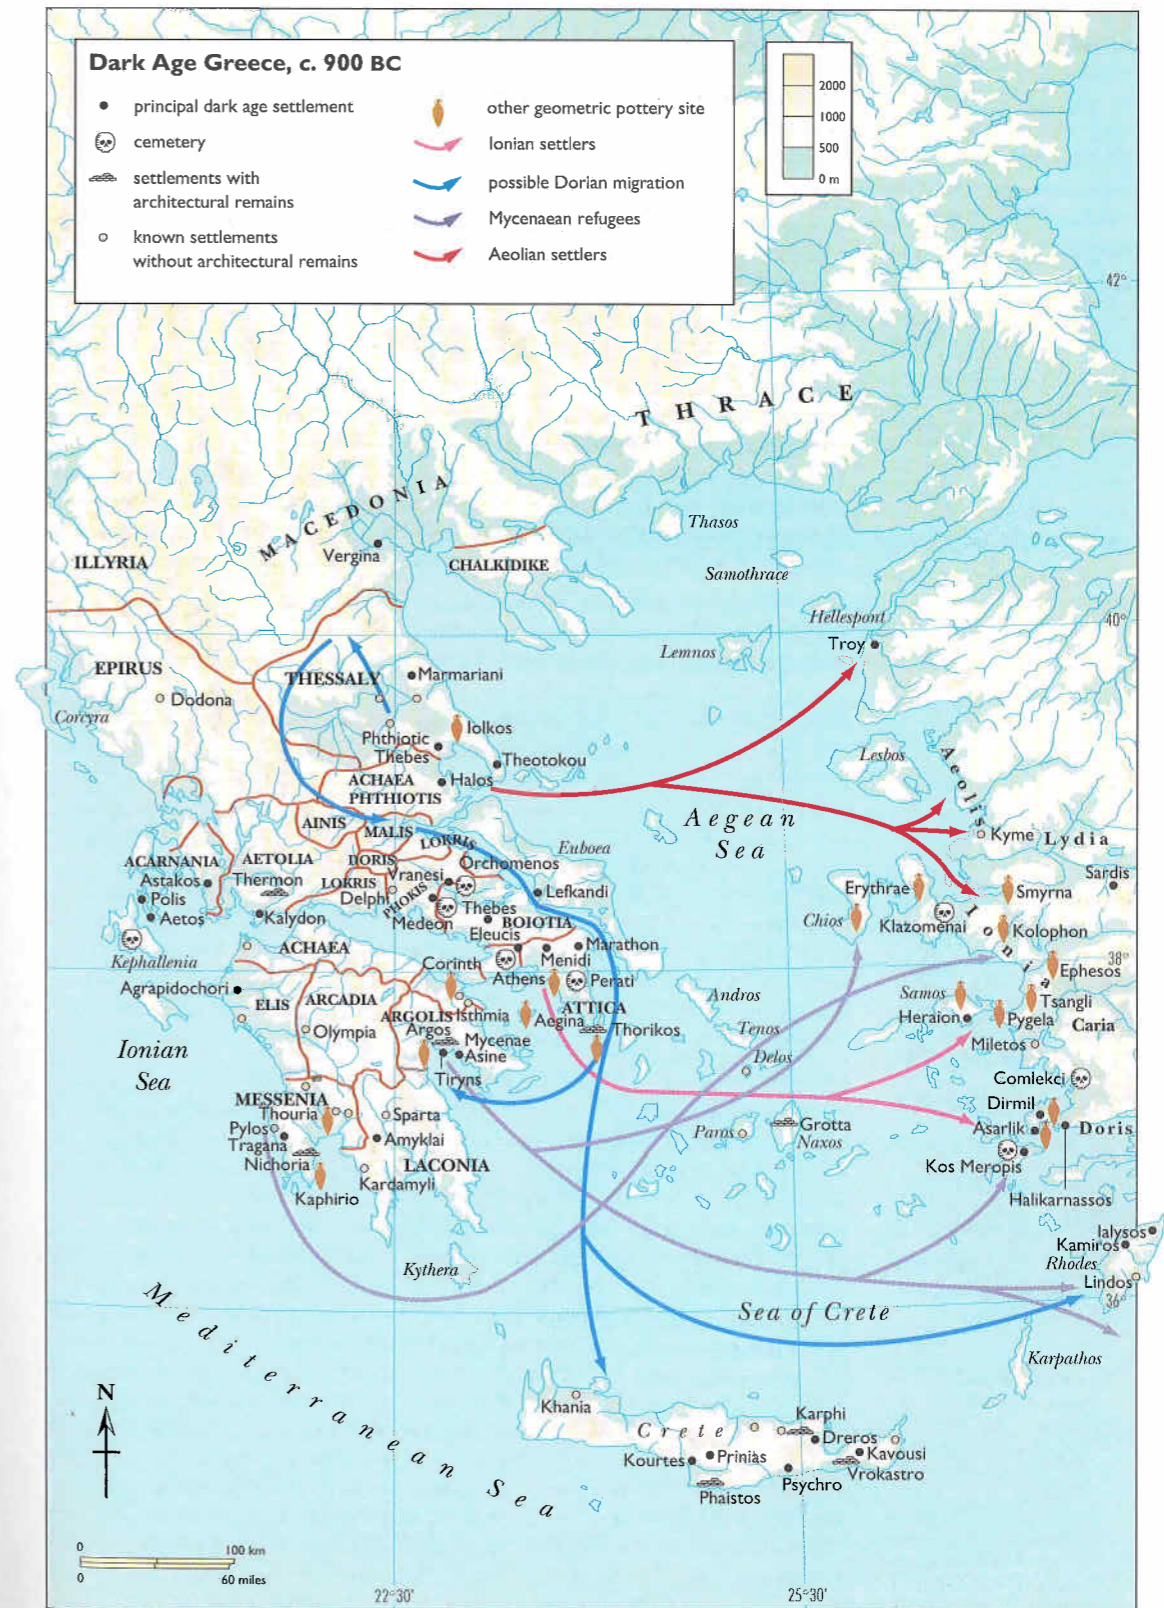 Dark Age Greece, c. 900 BC
principal dark age settlement
cemetery
settlements with
architectural remains
known settlements
without architectural remains
other geometric pottery site
Ionian settlers
possible Dorian migration
Mycenaean refugees
Aeolian settlers
2000
1000
500
0 m
42°
THRACE
MACEDONIA
Thasos
Vergina
ILLYRIA
CHALKIDIKE
Samothrace
Hellespont
40°
Troy
Lemnos
EPIRUS
THESSALY
Marmariani
Dodona
Corcyra
Iolkos
Phthiotic
Thebes
Theotokou
Lesbos
Aeolis
ACHAEA
PHTHIOTIS
Halos
Aegean
Sea
AINIS
MALIS
LOKRIS
Kyme
Lydia
Euboea
ACARNANIA
AETOLIA
DORIS
Orchomenos
Vranesi
Astakos
Thermon
LOKRIS
Delphi
PHOKIS
Lefkandi
Erythrae
Smyrna
Sardis
Polis
Aetos
Kalydon
Medeon
Thebes
BOIOTIA
Eleucis
Chios
Klazomenai
Ionia
Kolophon
Kephallenia
ACHAEA
Marathon
Menidi
38°
Corinth
Athens
Perati
Ephesos
Agrapidochori
ELIS
ARCADIA
ARGOLIS
Isthmia
ATTICA
Andros
Samos
Tsangli
Olympia
Argos
Aegina
Thorikos
Heraion
Pygela
Caria
Mycenae
Asine
Tenos
Miletos
Ionian
Sea
Tiryns
Delos
Comlekci
MESSENIA
Thouria
Sparta
Dirmil
Pylos
Paros
Grotta
Naxos
Asarlik
Doris
Tragana
Amyklai
Nichoria
LACONIA
Kos Meropis
Kaphirio
Kardamyli
Halikarnassos
Ialysos
Kamiros
Rhodes
Kythera
Lindos
36°
Mediterranean Sea
Sea of Crete
Karpathos
N
Khania
Crete
Karphi
Dreros
Kourtes
Prinias
Kavousi
Vrokastro
Psychro
Phaistos
0
100 km
0
60 miles
22°30'
25°30'